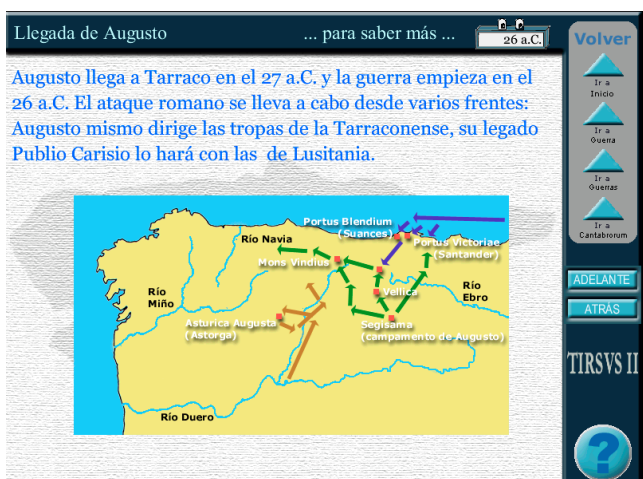 Llegada de Augusto
... para saber más ...
26 a.C.
Augusto llega a Tarraco en el 27 a.C. y la guerra empieza en el
26 a.C. El ataque romano se lleva a cabo desde varios frentes:
Augusto mismo dirige las tropas de la Tarraconense, su legado
Publio Carisio lo hará con las de Lusitania.
Portus Blendium
(Suances)
Río Navia
Portus Victoriae
(Santander)
Mons Vindius
Río
Miño
Vellica
Río
Ebro
Asturica Augusta
(Astorga)
Segisama
(campamento de Augusto)
Río Duero
Volver
Ir a
Inicio
Ir a
Guerra
Ir a
Guerras
Ir a
Cantabrorum
ADELANTE
ATRÁS
TIRSVS II
?